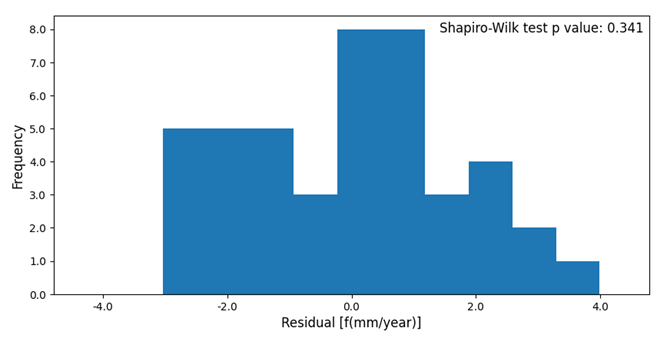 Shapiro-Wilk test p value: 0.341
8.0
7.0
6.0
5.0
4.0
3.0
2.0
1.0
0.0
Frequency
-4.0 -2.0 0.0 2.0 4.0
Residual [f(mm/year)]